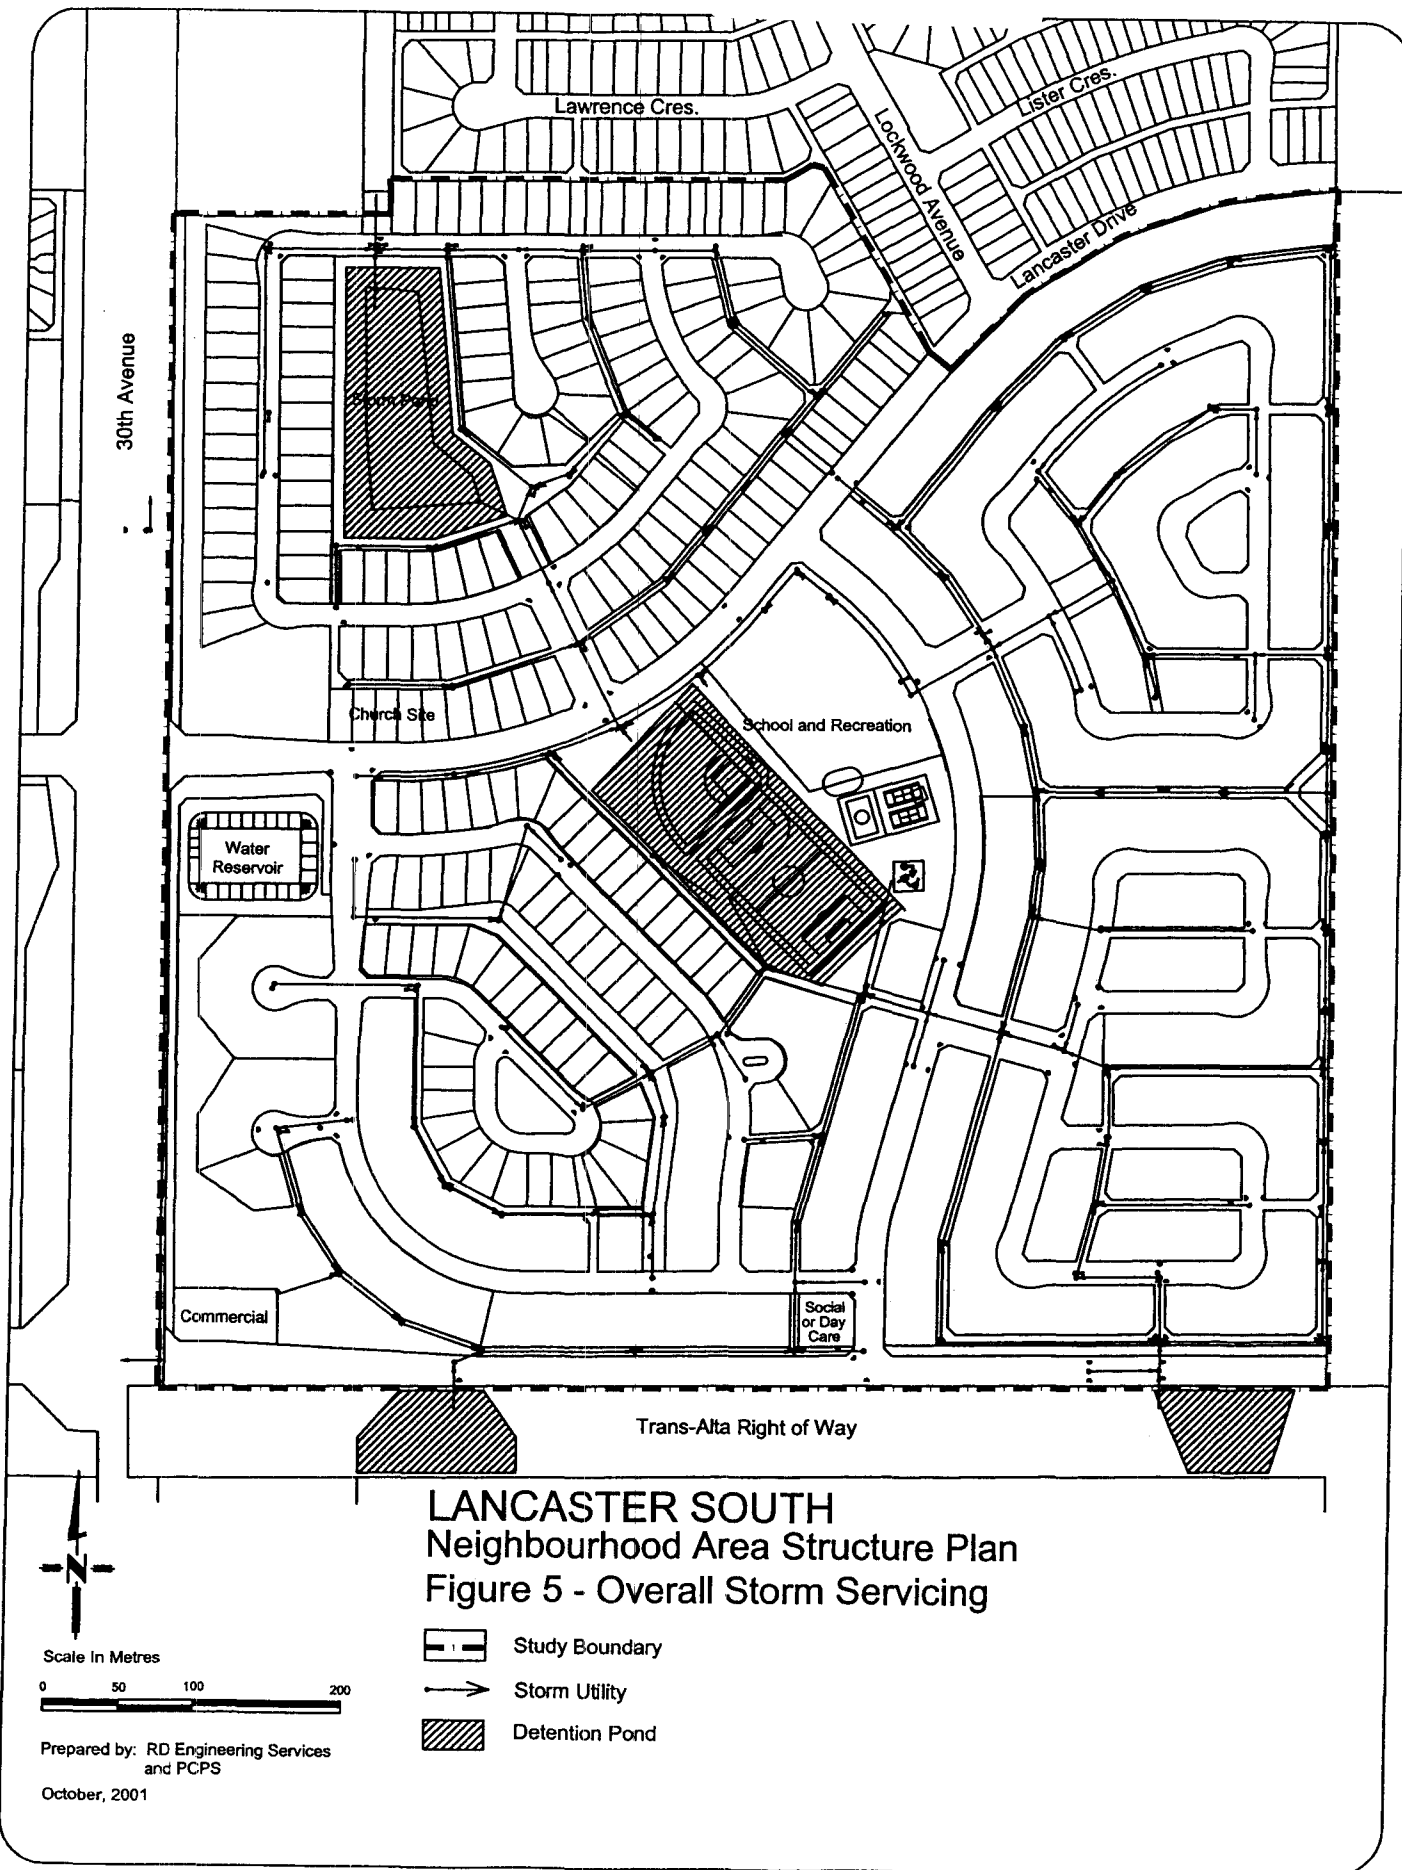 Lawrence Cres.
Lister Cres.
Lockwood Avenue
Lancaster Drive
30th Avenue
Storm Pond
Church Site
School and Recreation
Water
Reservoir
Commercial
Social
or Day
Care
Trans-Alta Right of Way
LANCASTER SOUTH
Neighbourhood Area Structure Plan
Figure 5 - Overall Storm Servicing
N
Study Boundary
Storm Utility
Detention Pond
Scale In Metres
0 50 100 200
Prepared by: RD Engineering Services
and PCPS
October, 2001